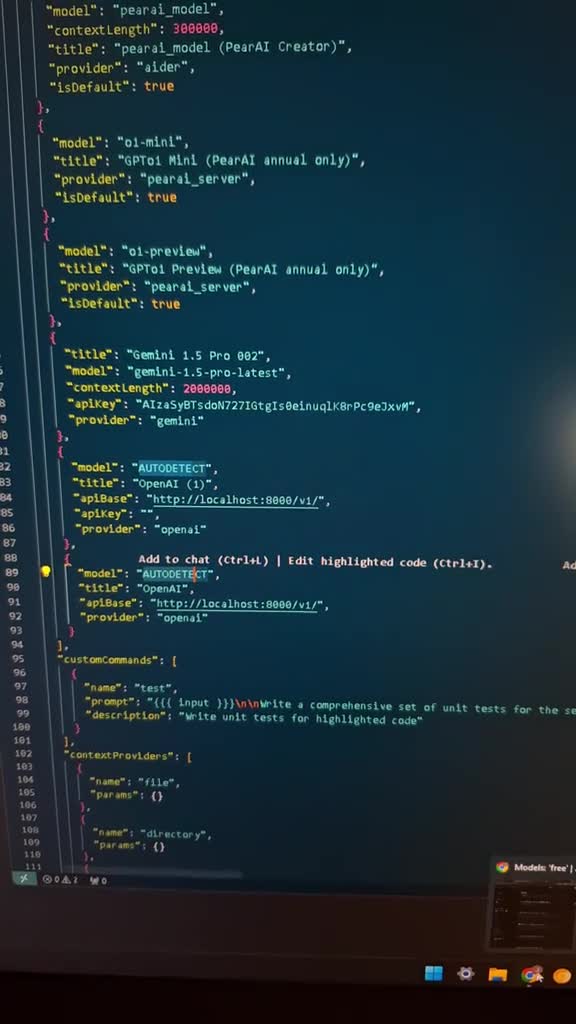 "model": "pearai_model",
"contextLength": 300000,
"title": "pearai_model (PearAI Creator)",
"provider": "aider",
"isDefault": true
},
{
"model": "o1-mini",
"title": "GPTo1 Mini (PearAI annual only)",
"provider": "pearai_server",
"isDefault": true
},
{
"model": "o1-preview",
"title": "GPTo1 Preview (PearAI annual only)",
"provider": "pearai_server",
"isDefault": true
},
{
"title": "Gemini 1.5 Pro 002",
"model": "gemini-1.5-pro-latest",
"contextLength": 2000000,
"apiKey":
"provider": "gemini"
},
81 {
82 "model": "AUTODETECT",
83 "title": "OpenAI (1)",
84 "apiBase": "http://localhost:8000/v1/",
85 "apiKey": "",
86 "provider": "openai"
87 },
88 { Add to chat (Ctrl+L) | Edit highlighted code (Ctrl+I). Ad
89 "model": "AUTODETECT",
90 "title": "OpenAI",
91 "apiBase": "http://localhost:8000/v1/",
92 "provider": "openai"
93 }
94 ],
95 "customCommands": [
96 {
97 "name": "test",
98 "prompt": "{{{ input }}}\n\nWrite a comprehensive set of unit tests for the se
99 "description": "Write unit tests for highlighted code"
100 }
101 ],
102 "contextProviders": [
103 {
104 "name": "file",
105 "params": {}
106 },
107 {
108 "name": "directory",
109 "params": {}
110 },
111 {
0 2 0
Models: 'free' |